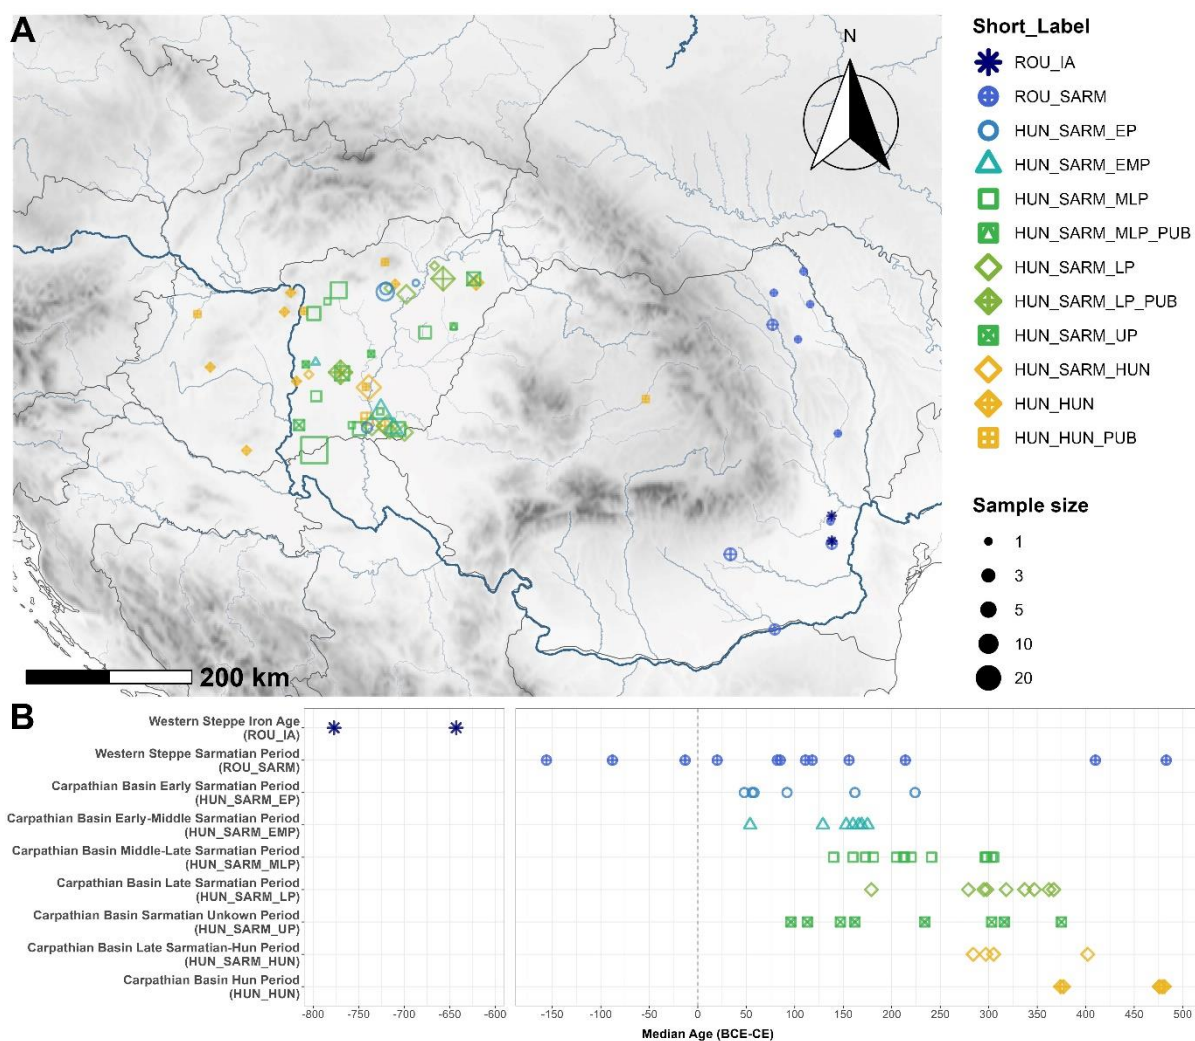 A
N
Short_Label
ROU_IA
ROU_SARM
HUN_SARM_EP
HUN_SARM_EMP
HUN_SARM_MLP
HUN_SARM_MLP_PUB
HUN_SARM_LP
HUN_SARM_LP_PUB
HUN_SARM_UP
HUN_SARM_HUN
HUN_HUN
HUN_HUN_PUB
Sample size
1
3
5
10
20
200 km
B
Western Steppe Iron Age
(ROU_IA)
Western Steppe Sarmatian Period
(ROU_SARM)
Carpathian Basin Early Sarmatian Period
(HUN_SARM_EP)
Carpathian Basin Early-Middle Sarmatian Period
(HUN_SARM_EMP)
Carpathian Basin Middle-Late Sarmatian Period
(HUN_SARM_MLP)
Carpathian Basin Late Sarmatian Period
(HUN_SARM_LP)
Carpathian Basin Sarmatian Unkown Period
(HUN_SARM_UP)
Carpathian Basin Late Sarmatian-Hun Period
(HUN_SARM_HUN)
Carpathian Basin Hun Period
(HUN_HUN)
-800 -750 -700 -650 -600 -150 -100 -50 0 50 100 150 200 250 300 350 400 450 500
Median Age (BCE-CE)